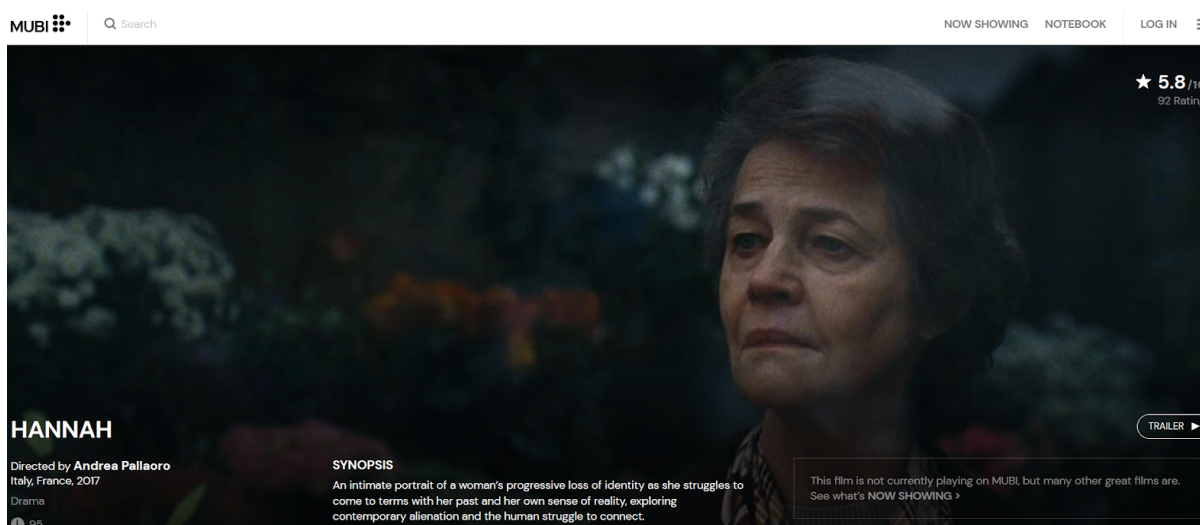 MUBI
Search
NOW SHOWING
NOTEBOOK
LOG IN
5.8
92
HANNAH
TRAILER
Directed by Andrea Pallaoro
Italy, France, 2017
Drama
95
SYNOPSIS
An intimate portrait of a woman's progressive loss of identity as she struggles to
come to terms with her past and her own sense of reality, exploring
contemporary alienation and the human struggle to connect.
This film is not currently playing on MUBI, but many other great films are.
See what's NOW SHOWING >